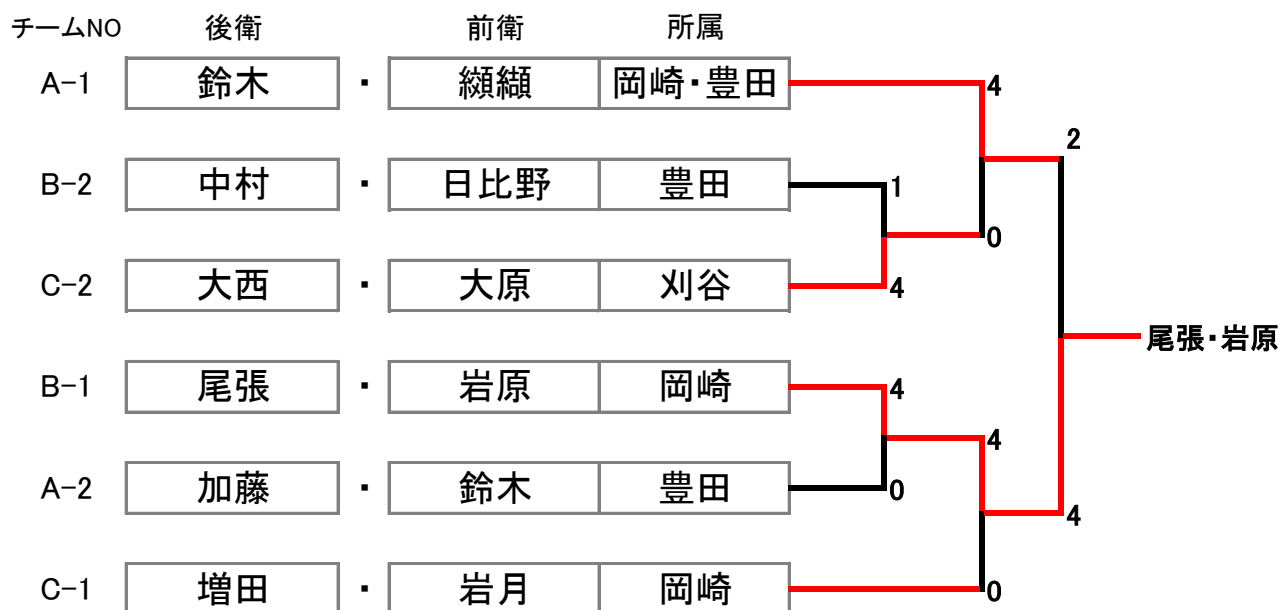 チームNO 後衛 前衛 所属
A-1 鈴木 ・ 纐纈 岡崎・豊田 4
2
B-2 中村 ・ 日比野 豊田 1
0
C-2 大西 ・ 大原 刈谷 4
尾張・岩原
B-1 尾張 ・ 岩原 岡崎 4
4
A-2 加藤 ・ 鈴木 豊田 0
4
C-1 増田 ・ 岩月 岡崎 0